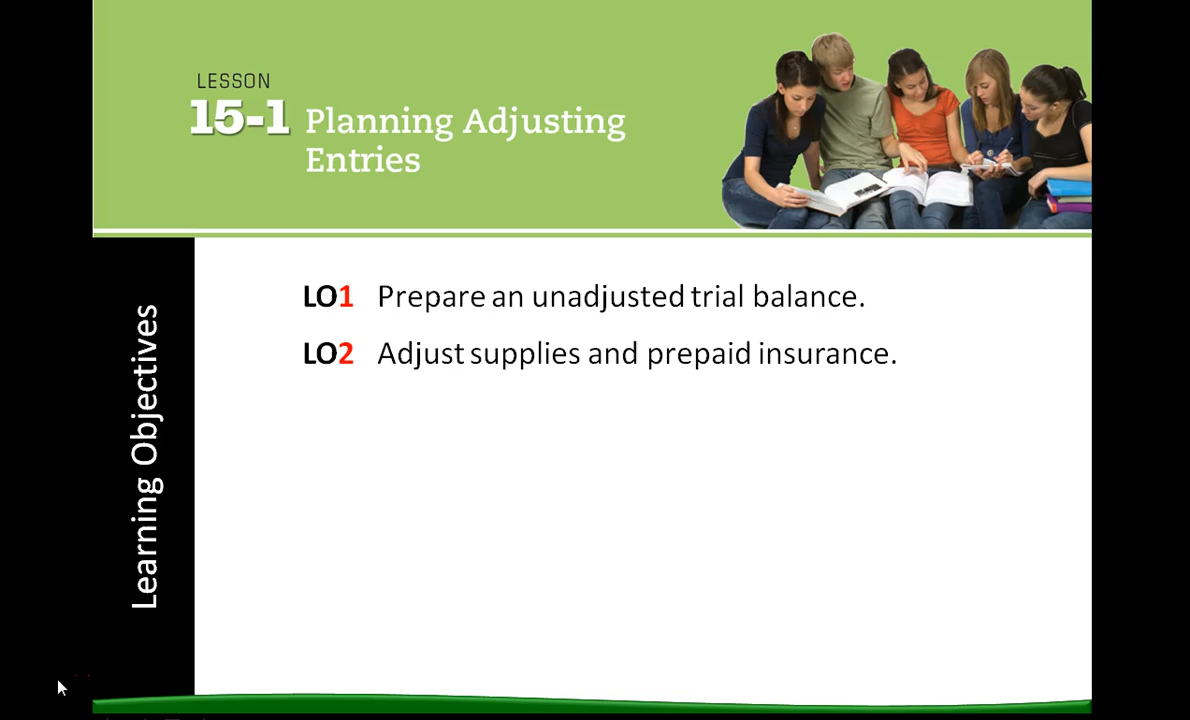 LESSON
15-1 Planning Adjusting
Entries
Learning Objectives
LO1 Prepare an unadjusted trial balance.
LO2 Adjust supplies and prepaid insurance.